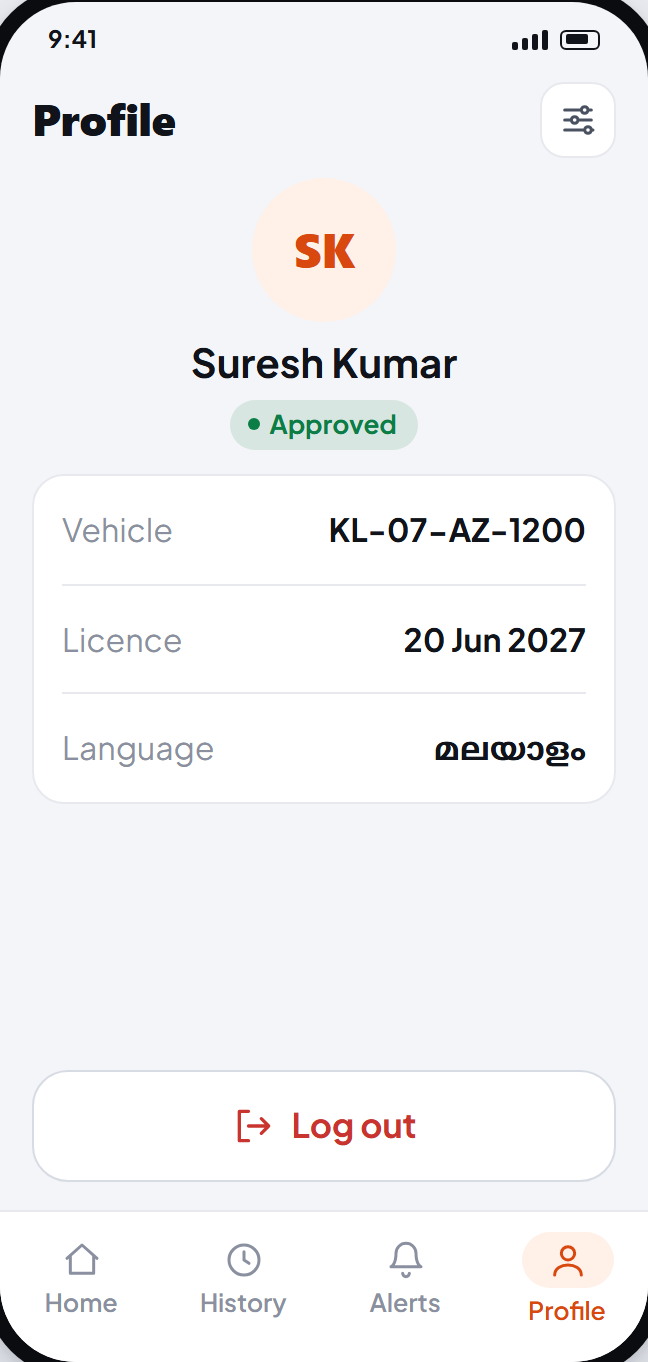 9:41
Profile
SK
Suresh Kumar
Approved
Vehicle KL-07-AZ-1200
Licence 20 Jun 2027
Language മലയാളം
Log out
Home History Alerts Profile